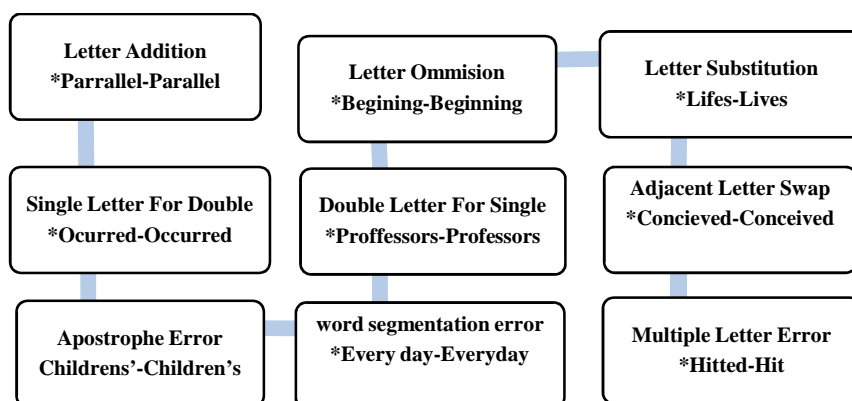 Letter Addition
*Parrallel-Parallel
Single Letter For Double
*Ocurred-Occurred
Apostrophe Error
Childrens’-Children’s
word segmentation error
*Every day-Everyday
Double Letter For Single
*Proffessors-Professors
Letter Ommision
*Begining-Beginning
Letter Substitution
*Lifes-Lives
Adjacent Letter Swap
*Concieved-Conceived
Multiple Letter Error
*Hitted-Hit